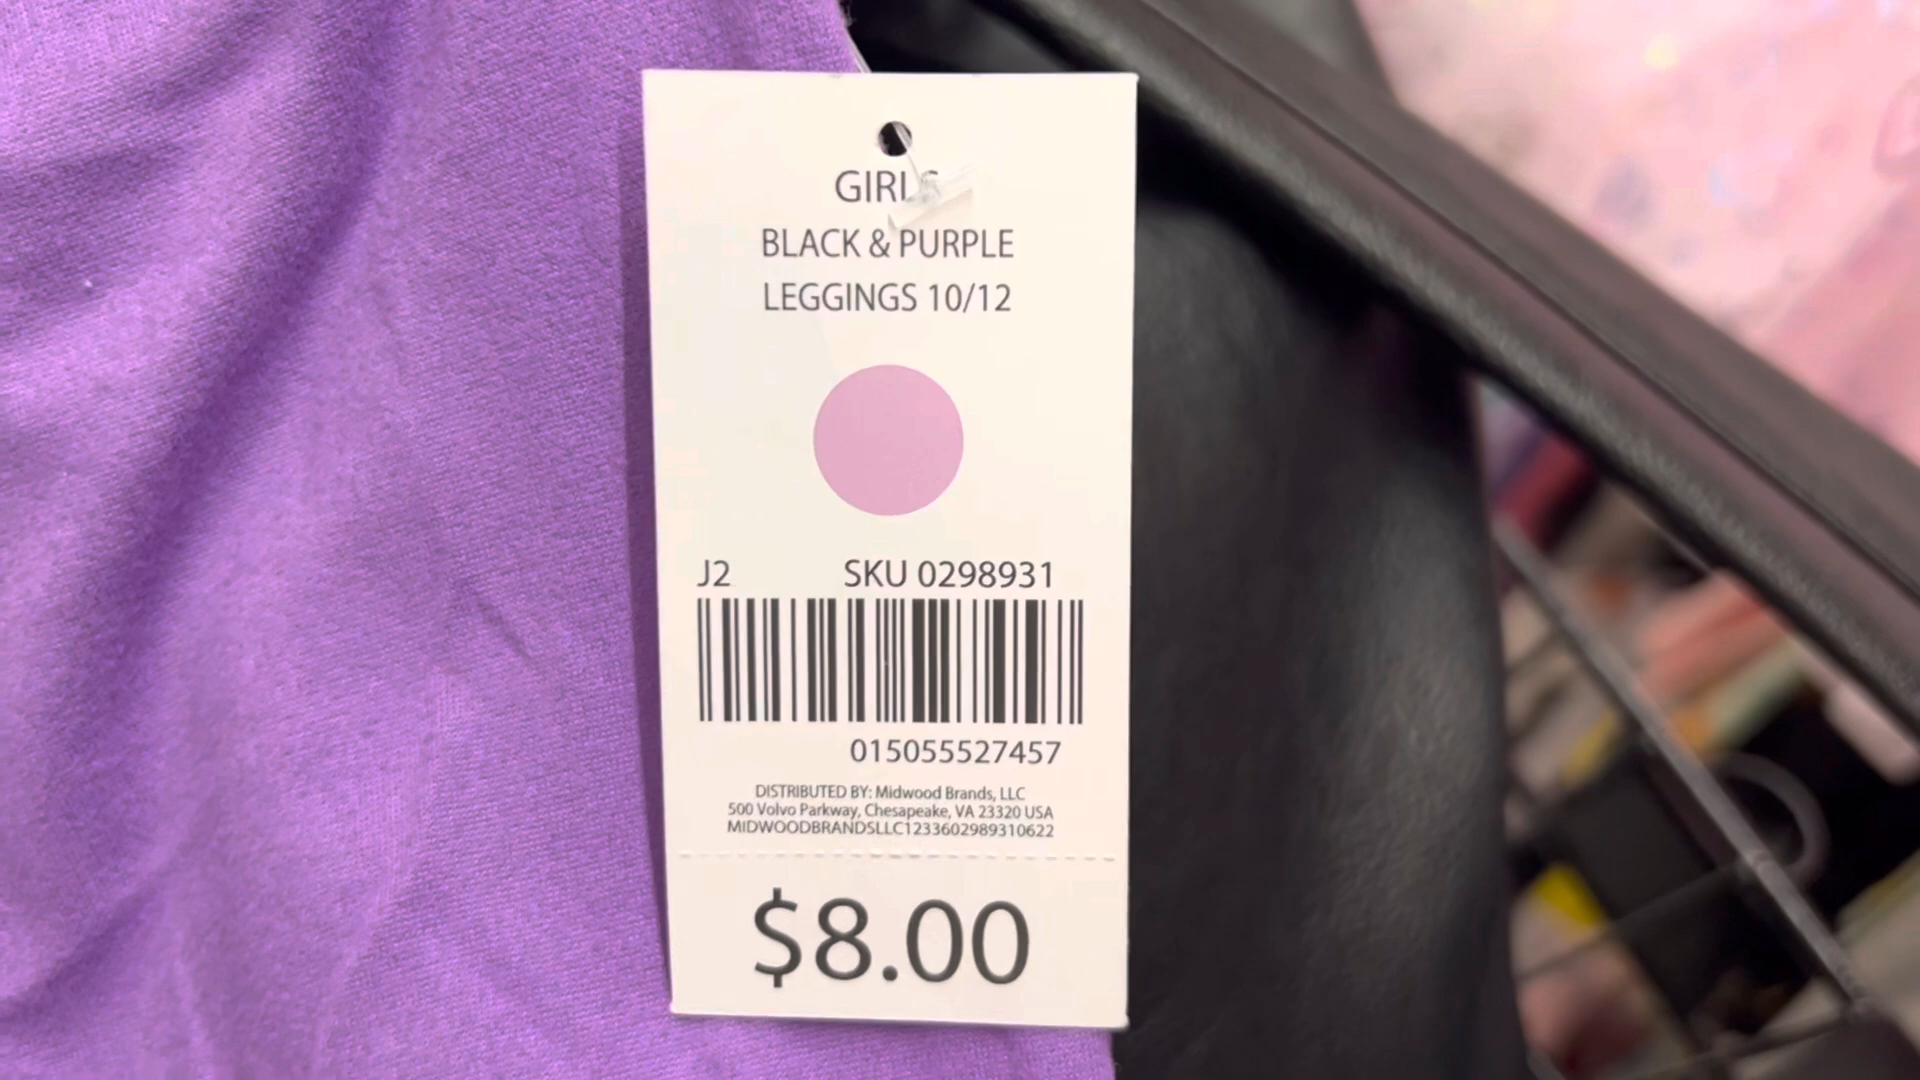 GIRLS
BLACK & PURPLE
LEGGINGS 10/12
J2 SKU 0298931
015055527457
DISTRIBUTED BY: Midwood Brands, LLC
500 Volvo Parkway, Chesapeake, VA 23320 USA
MIDWOODBRANDSLLC1233602989310622
$8.00